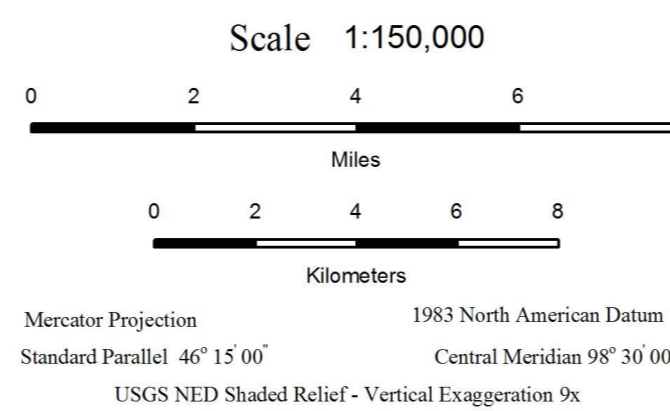 Scale 1:150,000
0 2 4 6
Miles
0 2 4 6 8
Kilometers
Mercator Projection 1983 North American Datum
Standard Parallel 46° 15' 00" Central Meridian 98° 30' 00
USGS NED Shaded Relief - Vertical Exaggeration 9x